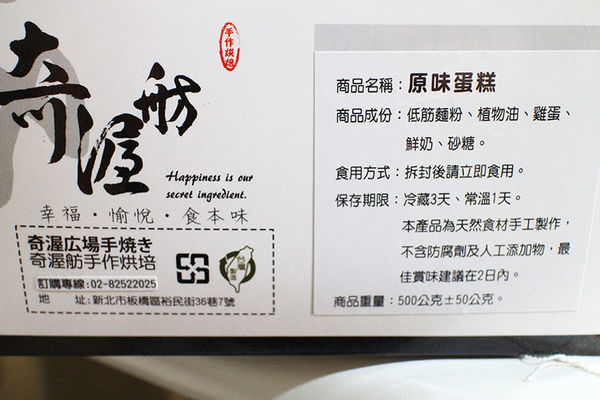 奇渥舫
手作烘焙
Happiness is our
secret ingredient.
幸福・愉悅・食本味
奇渥広場手焼き
奇渥舫手作烘培
訂購專線:02-82522025
地 址:新北市板橋區裕民街36巷7號
台灣
製造
商品名稱：原味蛋糕
商品成份：低筋麵粉、植物油、雞蛋、
鮮奶、砂糖。
食用方式：拆封後請立即食用。
保存期限：冷藏3天、常溫1天。
本產品為天然食材手工製作，
不含防腐劑及人工添加物，最
佳賞味建議在2日內。
商品重量：500公克±50公克。